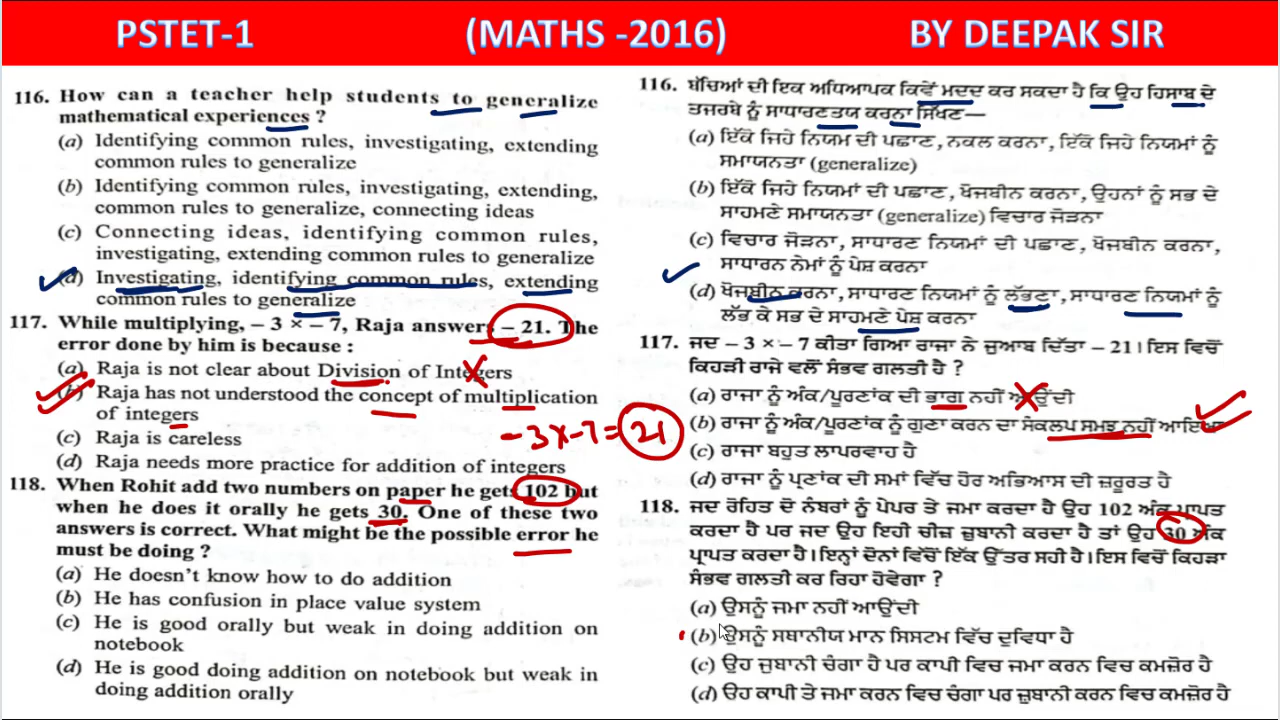 PSTET-1 (MATHS -2016) BY DEEPAK SIR
116. How can a teacher help students to generalize
mathematical experiences ?
(a) Identifying common rules, investigating, extending
common rules to generalize
(b) Identifying common rules, investigating, extending,
common rules to generalize, connecting ideas
(c) Connecting ideas, identifying common rules,
investigating, extending common rules to generalize
(d) Investigating, identifying common rules, extending
common rules to generalize
117. While multiplying, – 3 × – 7, Raja answers – 21. The
error done by him is because :
(a) Raja is not clear about Division of Integers
(b) Raja has not understood the concept of multiplication
of integers
(c) Raja is careless
(d) Raja needs more practice for addition of integers
-3x-7=21
118. When Rohit add two numbers on paper he gets 102 but
when he does it orally he gets 30. One of these two
answers is correct. What might be the possible error he
must be doing ?
(a) He doesn't know how to do addition
(b) He has confusion in place value system
(c) He is good orally but weak in doing addition on
notebook
(d) He is good doing addition on notebook but weak in
doing addition orally
116. ਬੱਚਿਆਂ ਦੀ ਇਕ ਅਧਿਆਪਕ ਕਿਵੇਂ ਮਦਦ ਕਰ ਸਕਦਾ ਹੈ ਕਿ ਉਹ ਹਿਸਾਬ ਦੇ
ਤਜਰਬੇ ਨੂੰ ਸਾਧਾਰਣਤਯ ਕਰਨਾ ਸਿੱਖਣ—
(a) ਇੱਕੋ ਜਿਹੇ ਨਿਯਮ ਦੀ ਪਛਾਣ, ਨਕਲ ਕਰਨਾ, ਇੱਕੋ ਜਿਹੇ ਨਿਯਮਾਂ ਨੂੰ
ਸਮਾਯਨਤਾ (generalize)
(b) ਇੱਕੋ ਜਿਹੇ ਨਿਯਮਾਂ ਦੀ ਪਛਾਣ, ਖੋਜਬੀਨ ਕਰਨਾ, ਉਹਨਾਂ ਨੂੰ ਸਭ ਦੇ
ਸਾਹਮਣੇ ਸਮਾਯਨਤਾ (generalize) ਵਿਚਾਰ ਜੋੜਨਾ
(c) ਵਿਚਾਰ ਜੋੜਨਾ, ਸਾਧਾਰਣ ਨਿਯਮਾਂ ਦੀ ਪਛਾਣ, ਖੋਜਬੀਨ ਕਰਨਾ,
ਸਾਧਾਰਨ ਨੇਮਾਂ ਨੂੰ ਪੇਸ਼ ਕਰਨਾ
(d) ਖੋਜਬੀਨ ਕਰਨਾ, ਸਾਧਾਰਣ ਨਿਯਮਾਂ ਨੂੰ ਲੱਭਣਾ, ਸਾਧਾਰਣ ਨਿਯਮਾਂ ਨੂੰ
ਲੱਭ ਕੇ ਸਭ ਦੇ ਸਾਹਮਣੇ ਪੇਸ਼ ਕਰਨਾ
117. ਜਦ – 3 × – 7 ਕੀਤਾ ਗਿਆ ਰਾਜਾ ਨੇ ਜੁਆਬ ਦਿੱਤਾ – 21। ਇਸ ਵਿਚੋਂ
ਕਿਹੜੀ ਰਾਜੇ ਵਲੋਂ ਸੰਭਵ ਗਲਤੀ ਹੈ ?
(a) ਰਾਜਾ ਨੂੰ ਅੰਕ/ਪੂਰਣਾਂਕ ਦੀ ਭਾਗ ਨਹੀਂ ਆਉਂਦੀ
(b) ਰਾਜਾ ਨੂੰ ਅੰਕ/ਪੂਰਣਾਂਕ ਨੂੰ ਗੁਣਾ ਕਰਨ ਦਾ ਸੰਕਲਪ ਸਮਝ ਨਹੀਂ ਆਇਆ
(c) ਰਾਜਾ ਬਹੁਤ ਲਾਪਰਵਾਹ ਹੈ
(d) ਰਾਜਾ ਨੂੰ ਪੂਣਾਂਕ ਦੀ ਸਮਾਂ ਵਿੱਚ ਹੋਰ ਅਭਿਆਸ ਦੀ ਜ਼ਰੂਰਤ ਹੈ
118. ਜਦ ਰੋਹਿਤ ਦੋ ਨੰਬਰਾਂ ਨੂੰ ਪੇਪਰ ਤੇ ਜਮਾ ਕਰਦਾ ਹੈ ਉਹ 102 ਅੰਕ ਪ੍ਰਾਪਤ
ਕਰਦਾ ਹੈ ਪਰ ਜਦ ਉਹ ਇਹੀ ਚੀਜ਼ ਜ਼ੁਬਾਨੀ ਕਰਦਾ ਹੈ ਤਾਂ ਉਹ 30 ਅੰਕ
ਪ੍ਰਾਪਤ ਕਰਦਾ ਹੈ। ਇਨ੍ਹਾਂ ਦੋਨਾਂ ਵਿੱਚੋਂ ਇੱਕ ਉੱਤਰ ਸਹੀ ਹੈ। ਇਸ ਵਿਚੋਂ ਕਿਹੜਾ
ਸੰਭਵ ਗਲਤੀ ਕਰ ਰਿਹਾ ਹੋਵੇਗਾ ?
(a) ਉਸਨੂੰ ਜਮਾ ਨਹੀਂ ਆਉਂਦੀ
(b) ਉਸਨੂੰ ਸਥਾਨੀਯ ਮਾਨ ਸਿਸਟਮ ਵਿੱਚ ਦੁਵਿਧਾ ਹੈ
(c) ਉਹ ਜ਼ੁਬਾਨੀ ਚੰਗਾ ਹੈ ਪਰ ਕਾਪੀ ਵਿਚ ਜਮਾ ਕਰਨ ਵਿਚ ਕਮਜ਼ੋਰ ਹੈ
(d) ਉਹ ਕਾਪੀ ਤੇ ਜਮਾ ਕਰਨ ਵਿਚ ਚੰਗਾ ਪਰ ਜ਼ੁਬਾਨੀ ਕਰਨ ਵਿਚ ਕਮਜ਼ੋਰ ਹੈ